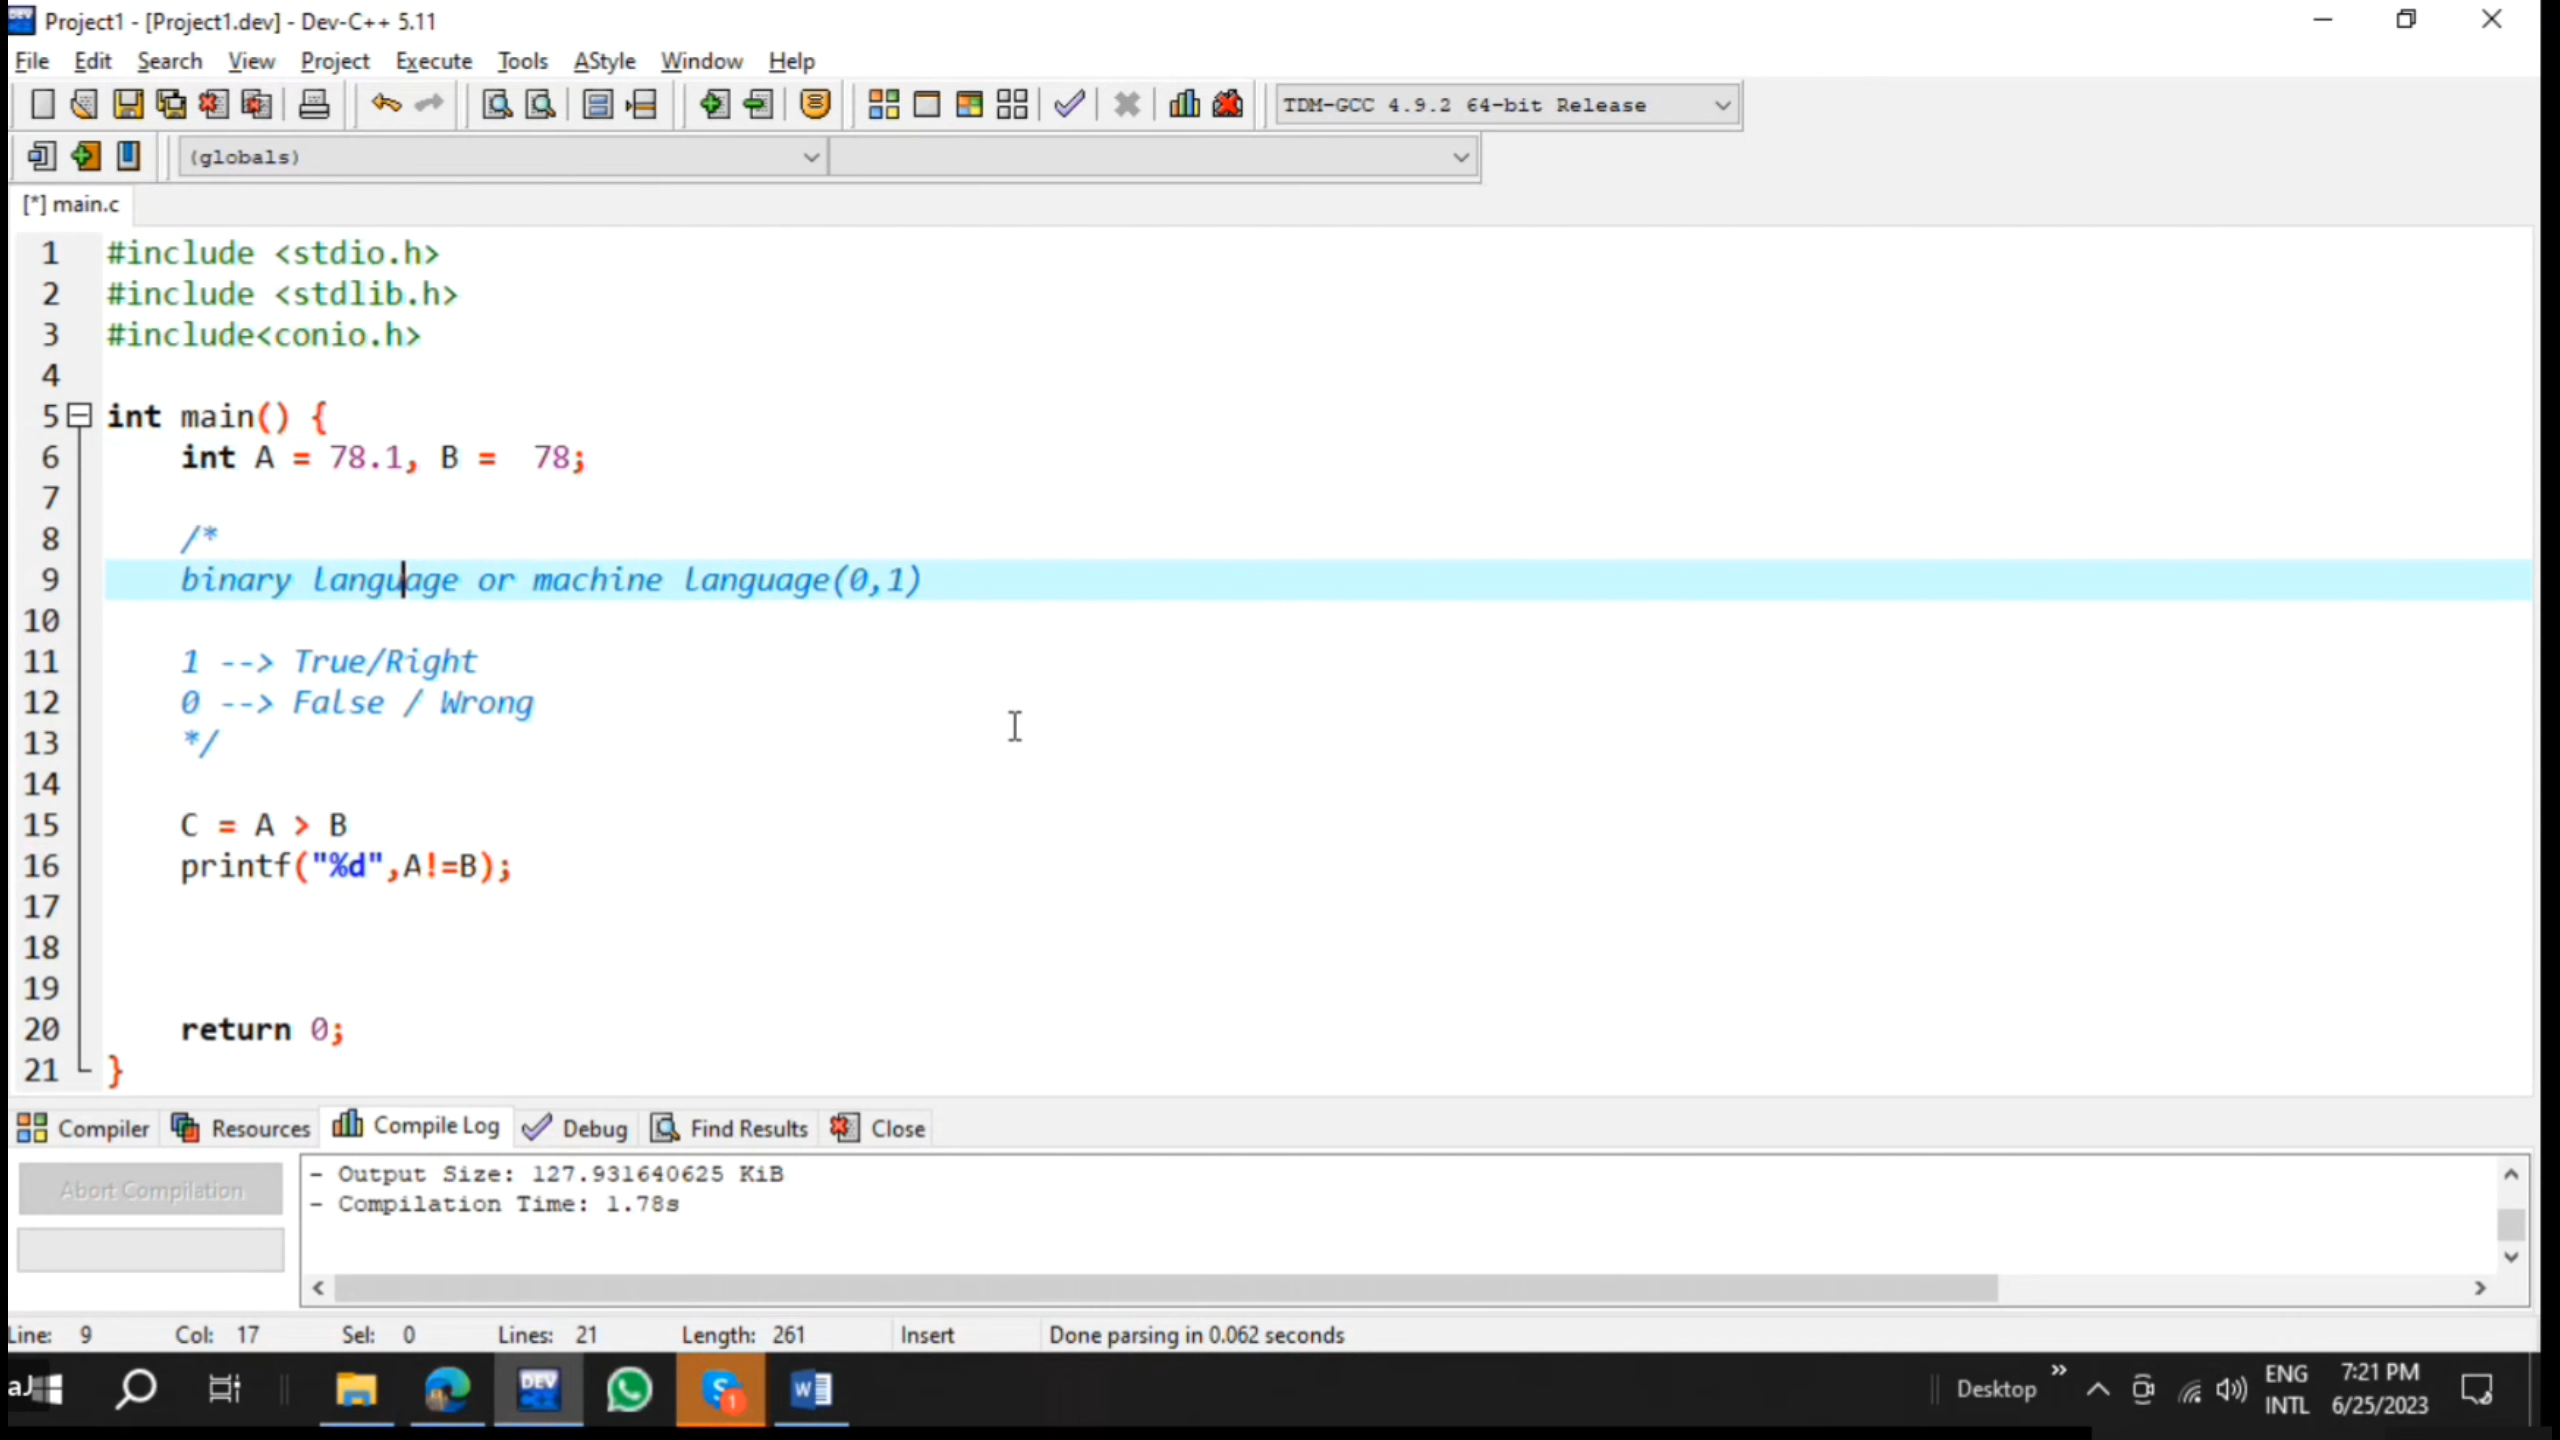 Project1 - [Project1.dev] - Dev-C++ 5.11
File Edit Search View Project Execute Tools AStyle Window Help
TDM-GCC 4.9.2 64-bit Release
(globals)
[*] main.c
1 #include <stdio.h>
2 #include <stdlib.h>
3 #include<conio.h>
4
5 int main() {
6 int A = 78.1, B =  78;
7
8 /*
9 binary language or machine language(0,1)
10
11 1 --> True/Right
12 0 --> False / Wrong
13 */
14
15 C = A > B
16 printf("%d",A!=B);
17
18
19
20 return 0;
21 }
Compiler Resources Compile Log Debug Find Results Close
Abort Compilation
- Output Size: 127.931640625 KiB
- Compilation Time: 1.78s
Line: 9 Col: 17 Sel: 0 Lines: 21 Length: 261 Insert Done parsing in 0.062 seconds
DEV
1
W
Desktop
ENG
INTL
7:21 PM
6/25/2023